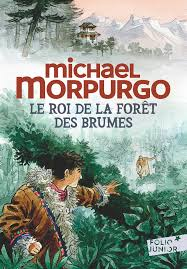 michael
morpurgo
LE ROI DE LA FORÊT
DES BRUMES
FOLIO
JUNIOR